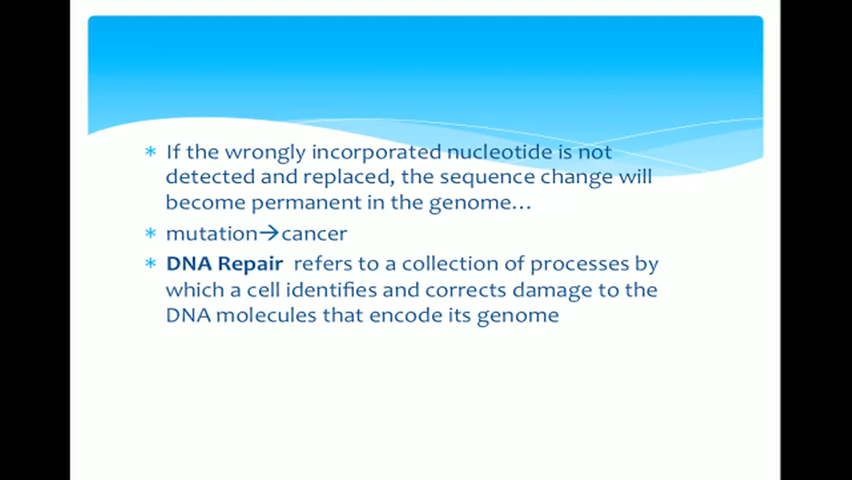 * If the wrongly incorporated nucleotide is not
detected and replaced, the sequence change will
become permanent in the genome...
* mutation→cancer
* DNA Repair refers to a collection of processes by
which a cell identifies and corrects damage to the
DNA molecules that encode its genome